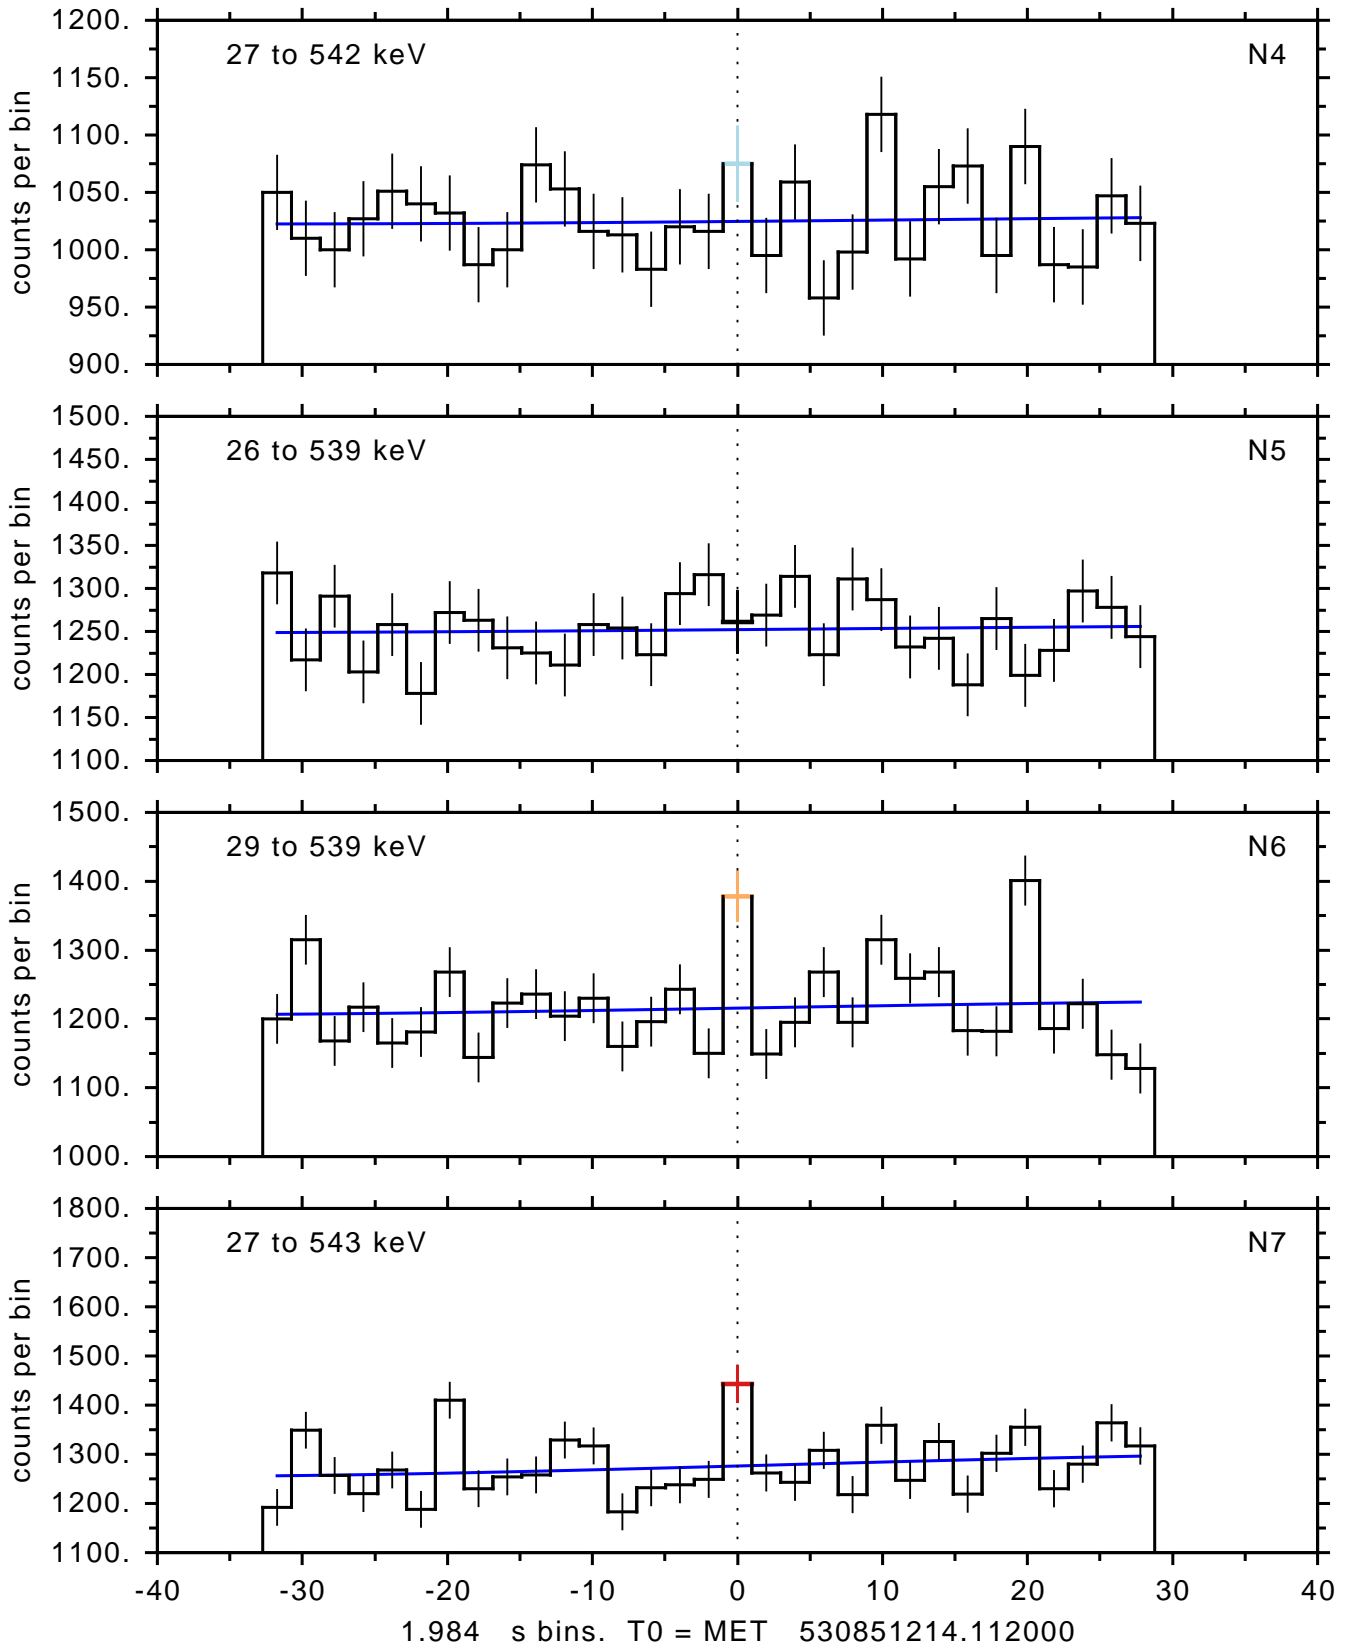 1200.
27 to 542 keV
N4
1150.
1100.
1050.
1000.
950.
900.
counts per bin
1500.
26 to 539 keV
N5
1450.
1400.
1350.
1300.
1250.
1200.
1150.
1100.
counts per bin
1500.
29 to 539 keV
N6
1400.
1300.
1200.
1100.
1000.
counts per bin
1800.
27 to 543 keV
N7
1700.
1600.
1500.
1400.
1300.
1200.
1100.
counts per bin
-40 -30 -20 -10 0 10 20 30 40
1.984 s bins. T0 = MET 530851214.112000